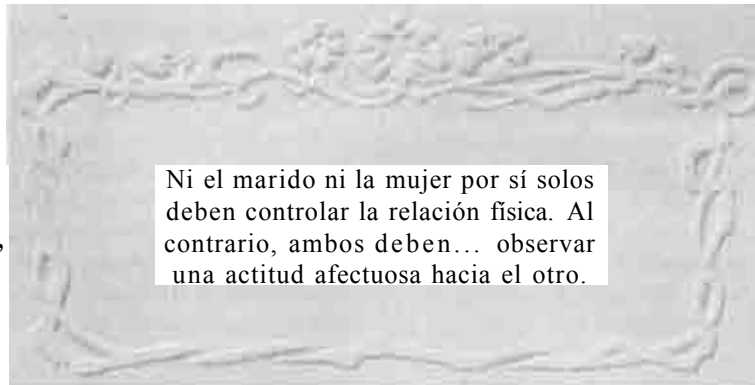 Ni el marido ni la mujer por sí solos
deben controlar la relación física. Al
contrario, ambos deben... observar
una actitud afectuosa hacia el otro.